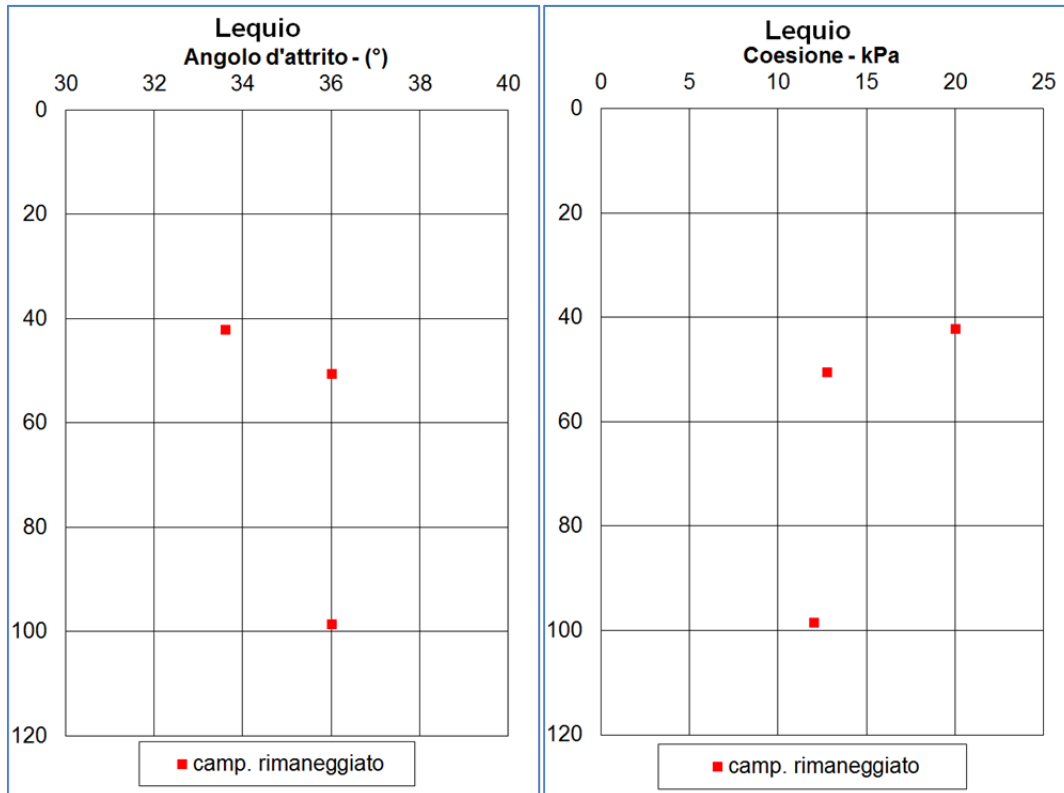 Lequio
Angolo d'attrito - (°)
30 32 34 36 38 40
0
20
40
60
80
100
120
camp. rimaneggiato
Lequio
Coesione - kPa
0 5 10 15 20 25
0
20
40
60
80
100
120
camp. rimaneggiato